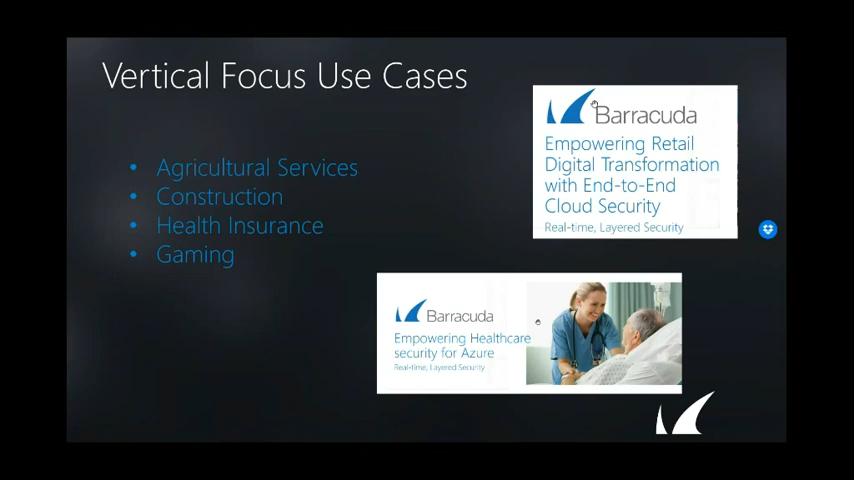 Vertical Focus Use Cases
• Agricultural Services
• Construction
• Health Insurance
• Gaming
Barracuda
Empowering Retail
Digital Transformation
with End-to-End
Cloud Security
Real-time, Layered Security
Barracuda
Empowering Healthcare
security for Azure
Real-time, Layered Security